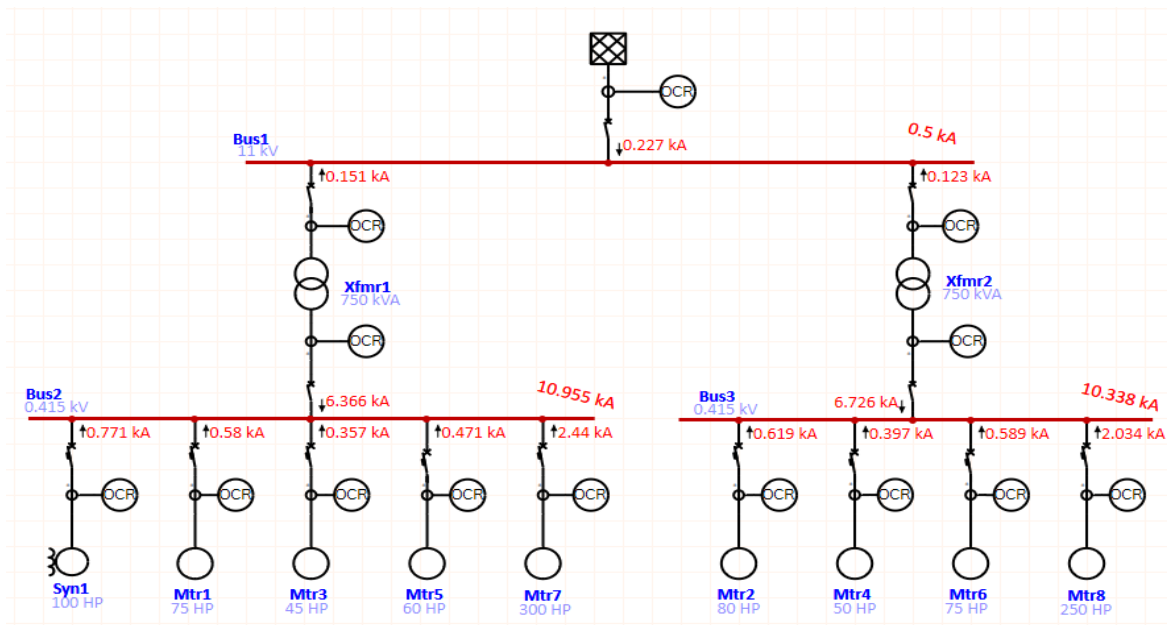 OCR
Bus1
11 kV
0.5 kA
0.227 kA
0.151 kA
0.123 kA
OCR
OCR
Xfmr1
750 kVA
Xfmr2
750 kVA
OCR
OCR
Bus2
0.415 kV
10.955 kA
6.366 kA
Bus3
0.415 kV
10.338 kA
6.726 kA
0.771 kA
0.58 kA
0.357 kA
0.471 kA
2.44 kA
0.619 kA
0.397 kA
0.589 kA
2.034 kA
OCR
OCR
OCR
OCR
OCR
OCR
OCR
OCR
OCR
Syn1
100 HP
Mtr1
75 HP
Mtr3
45 HP
Mtr5
60 HP
Mtr7
300 HP
Mtr2
80 HP
Mtr4
50 HP
Mtr6
75 HP
Mtr8
250 HP